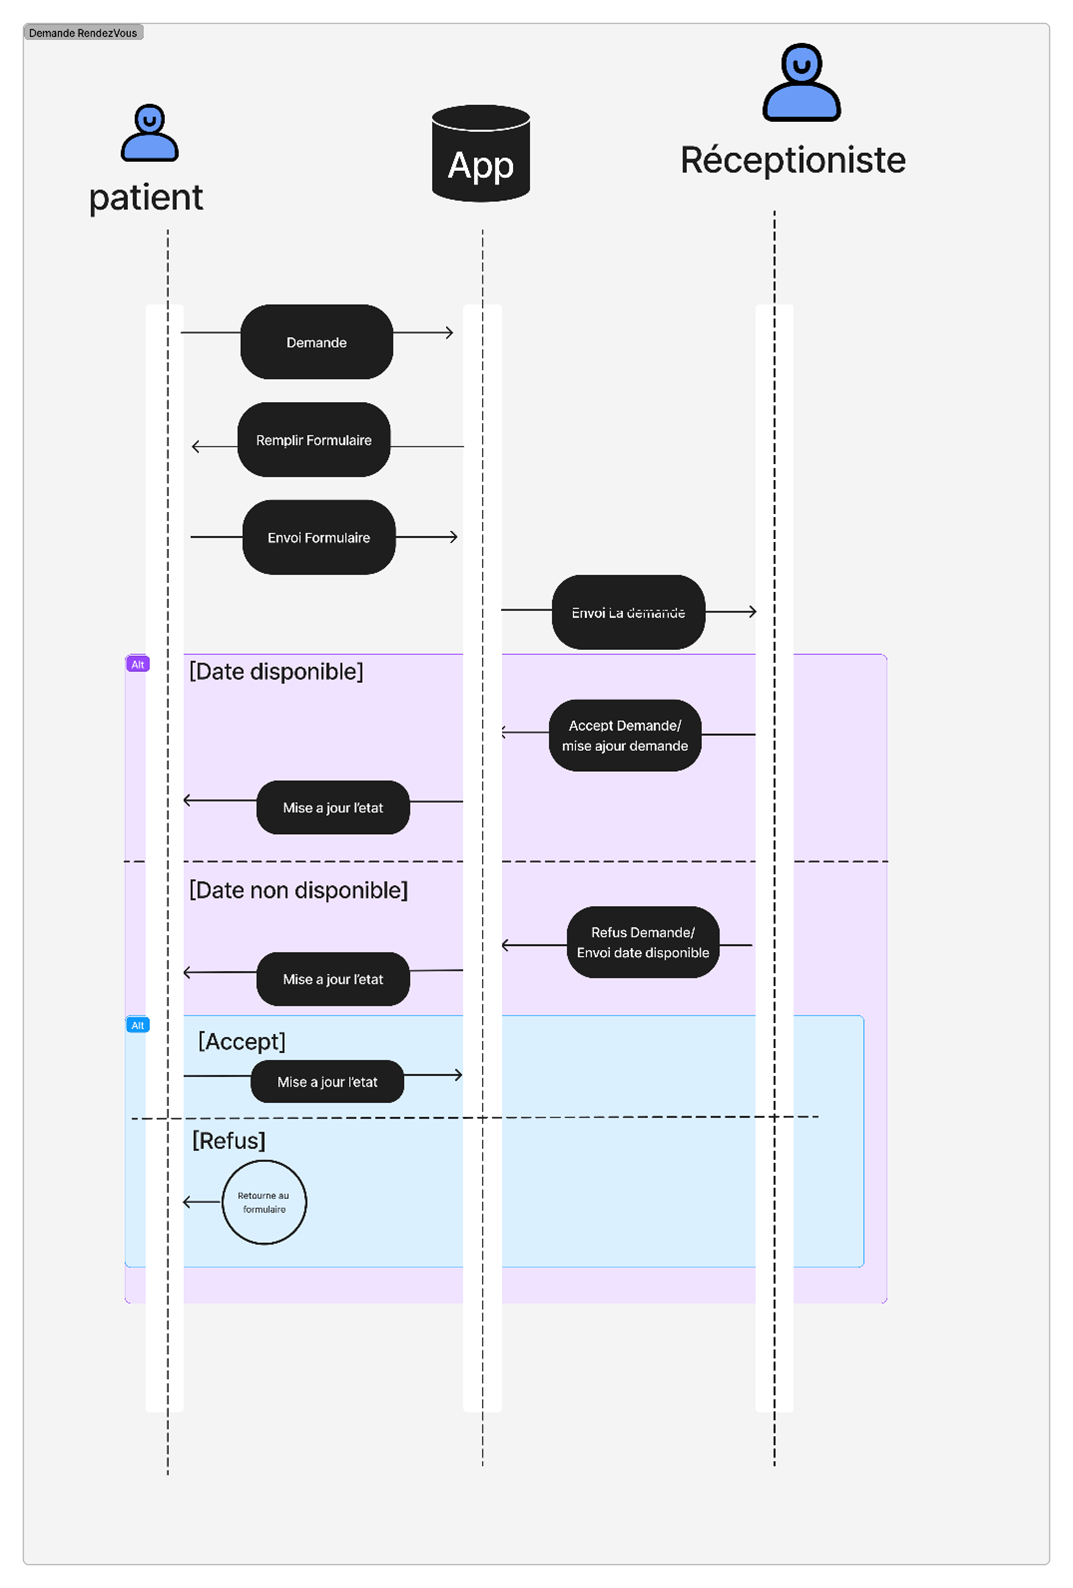 Demande RendezVous
patient
App
Réceptioniste
Demande
Remplir Formulaire
Envoi Formulaire
Envoi La demande
Alt
[Date disponible]
Accept Demande/
mise ajour demande
Mise a jour l'etat
[Date non disponible]
Refus Demande/
Envoi date disponible
Mise a jour l'etat
Alt
[Accept]
Mise a jour l'etat
[Refus]
Retourne au
formulaire